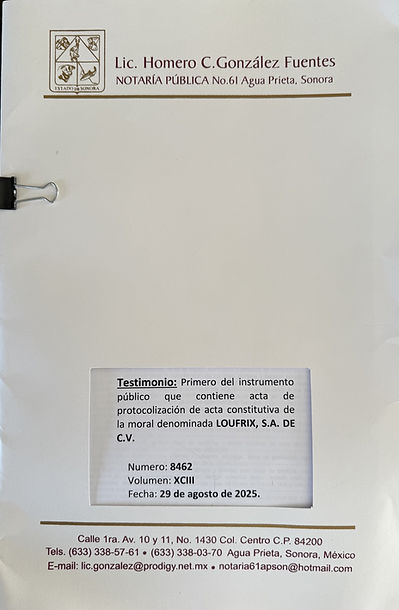 ESTADO DE SONORA
Lic. Homero C.González Fuentes
NOTARÍA PÚBLICA No.61 Agua Prieta, Sonora
Testimonio: Primero del instrumento
público que contiene acta de
protocolización de acta constitutiva de
la moral denominada LOUFRIX, S.A. DE
C.V.
Numero: 8462
Volumen: XCIII
Fecha: 29 de agosto de 2025.
Calle 1ra. Av. 10 y 11, No. 1430 Col. Centro C.P. 84200
Tels. (633) 338-57-61 • (633) 338-03-70 Agua Prieta, Sonora, México
E-mail: lic.gonzalez@prodigy.net.mx • notaria61apson@hotmail.com